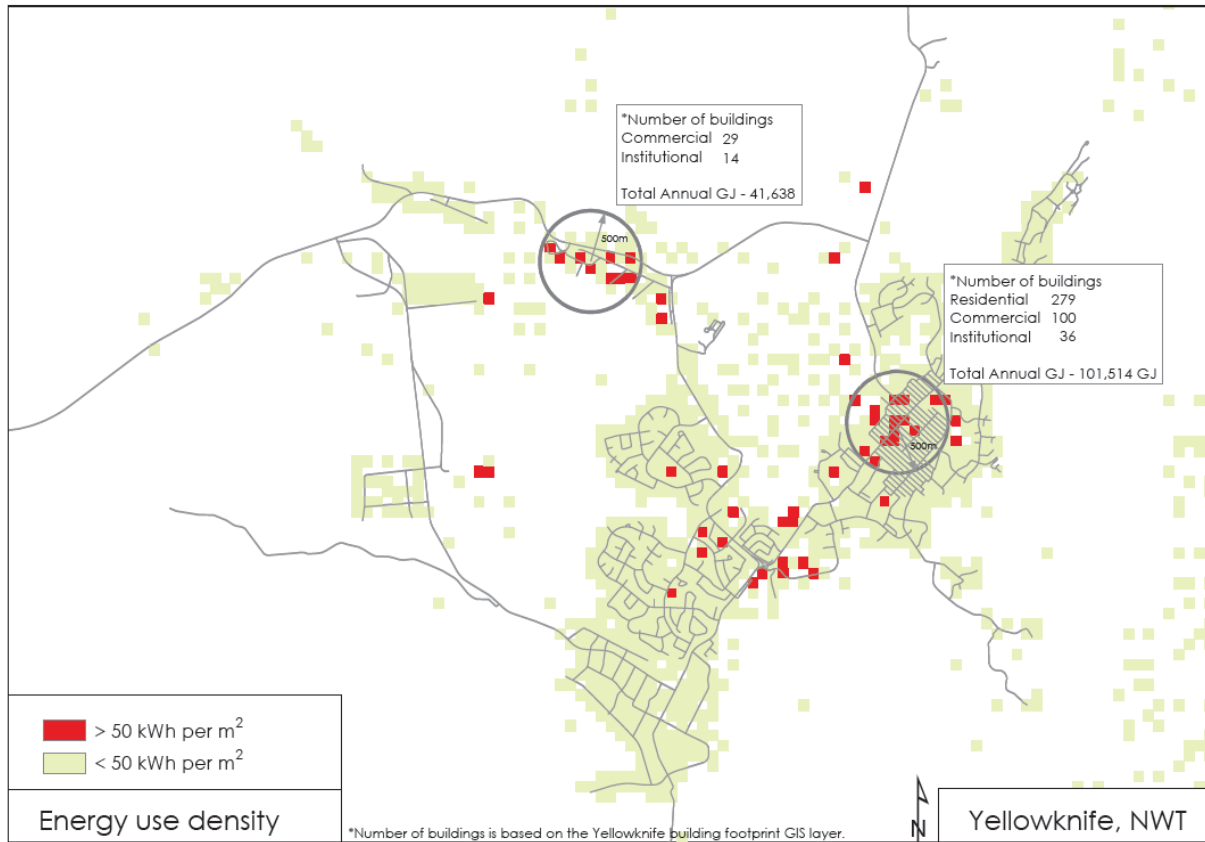 *Number of buildings
Commercial 29
Institutional 14
Total Annual GJ - 41,638
500m
*Number of buildings
Residential 279
Commercial 100
Institutional 36
Total Annual GJ - 101,514 GJ
500m
> 50 kWh per m²
< 50 kWh per m²
Energy use density
*Number of buildings is based on the Yellowknife building footprint GIS layer.
N
Yellowknife, NWT